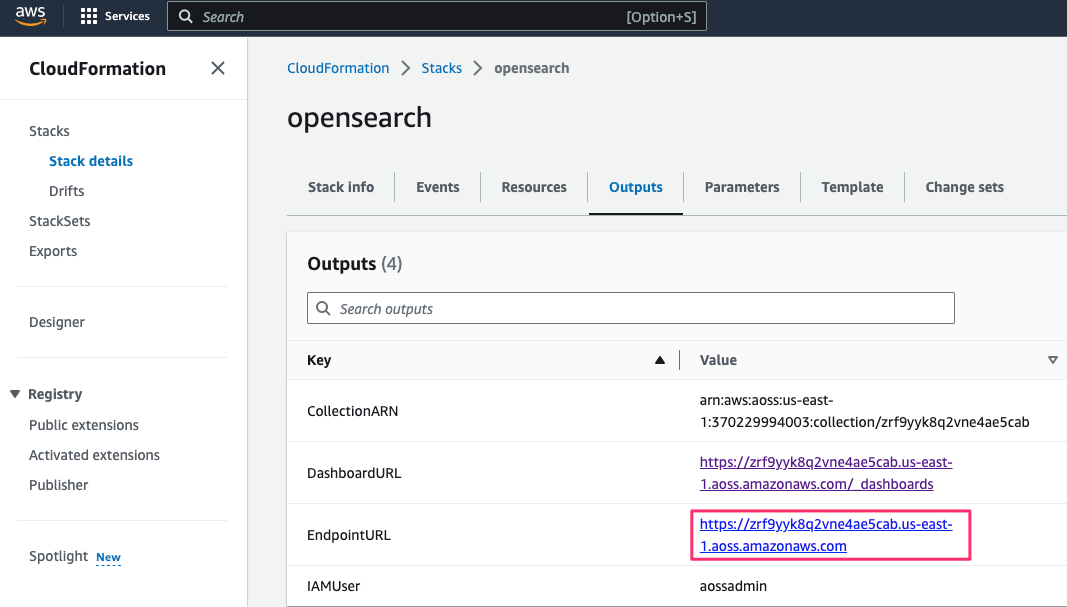 aws
Services
Search
[Option+S]
CloudFormation
Stacks
Stack details
Drifts
StackSets
Exports
Designer
Registry
Public extensions
Activated extensions
Publisher
Spotlight New
CloudFormation
Stacks
opensearch
opensearch
Stack info
Events
Resources
Outputs
Parameters
Template
Change sets
Outputs (4)
Search outputs
Key
Value
CollectionARN
arn:aws:aoss:us-east-
1:370229994003:collection/zrf9yyk8q2vne4ae5cab
DashboardURL
https://zrf9yyk8q2vne4ae5cab.us-east-
1.aoss.amazonaws.com/_dashboards
EndpointURL
https://zrf9yyk8q2vne4ae5cab.us-east-
1.aoss.amazonaws.com
IAMUser
aossadmin